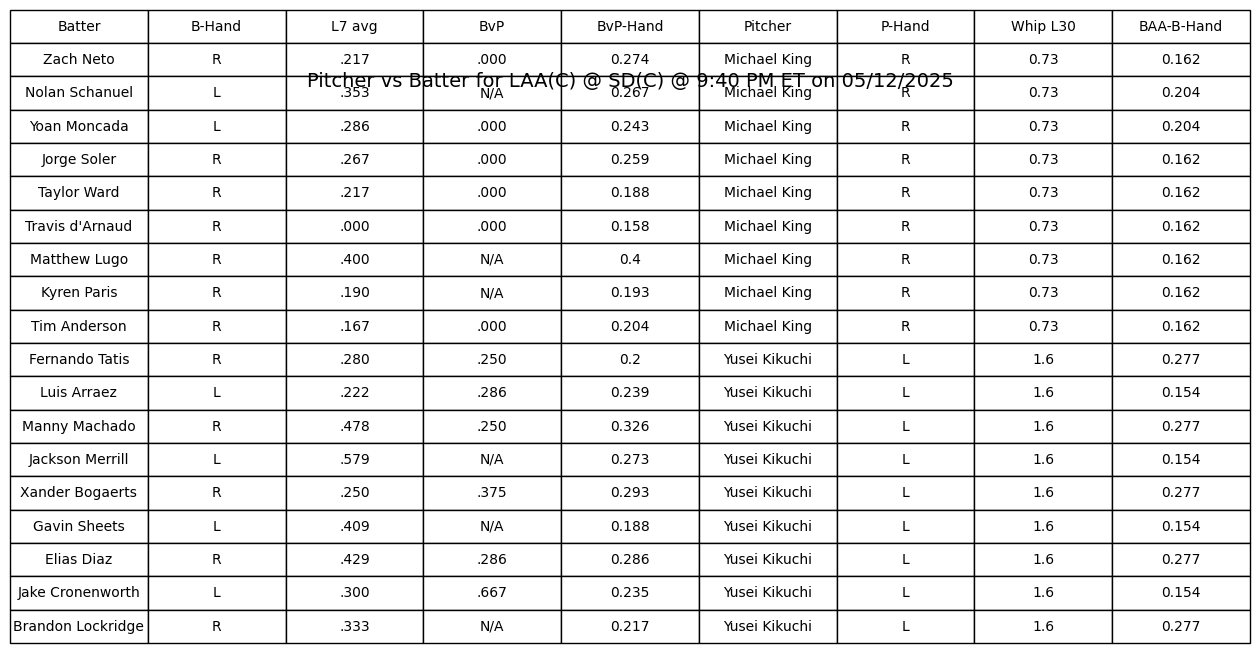 Batter B-Hand L7 avg BvP BvP-Hand Pitcher P-Hand Whip L30 BAA-B-Hand
Zach Neto R .217 .000 0.274 Michael King R 0.73 0.162
Pitcher vs Batter for LAA(C) @ SD(C) @ 9:40 PM ET on 05/12/2025
Nolan Schanuel L .353 N/A 0.267 Michael King R 0.73 0.204
Yoan Moncada L .286 .000 0.243 Michael King R 0.73 0.204
Jorge Soler R .267 .000 0.259 Michael King R 0.73 0.162
Taylor Ward R .217 .000 0.188 Michael King R 0.73 0.162
Travis d'Arnaud R .000 .000 0.158 Michael King R 0.73 0.162
Matthew Lugo R .400 N/A 0.4 Michael King R 0.73 0.162
Kyren Paris R .190 N/A 0.193 Michael King R 0.73 0.162
Tim Anderson R .167 .000 0.204 Michael King R 0.73 0.162
Fernando Tatis R .280 .250 0.2 Yusei Kikuchi L 1.6 0.277
Luis Arraez L .222 .286 0.239 Yusei Kikuchi L 1.6 0.154
Manny Machado R .478 .250 0.326 Yusei Kikuchi L 1.6 0.277
Jackson Merrill L .579 N/A 0.273 Yusei Kikuchi L 1.6 0.154
Xander Bogaerts R .250 .375 0.293 Yusei Kikuchi L 1.6 0.277
Gavin Sheets L .409 N/A 0.188 Yusei Kikuchi L 1.6 0.154
Elias Diaz R .429 .286 0.286 Yusei Kikuchi L 1.6 0.277
Jake Cronenworth L .300 .667 0.235 Yusei Kikuchi L 1.6 0.154
Brandon Lockridge R .333 N/A 0.217 Yusei Kikuchi L 1.6 0.277